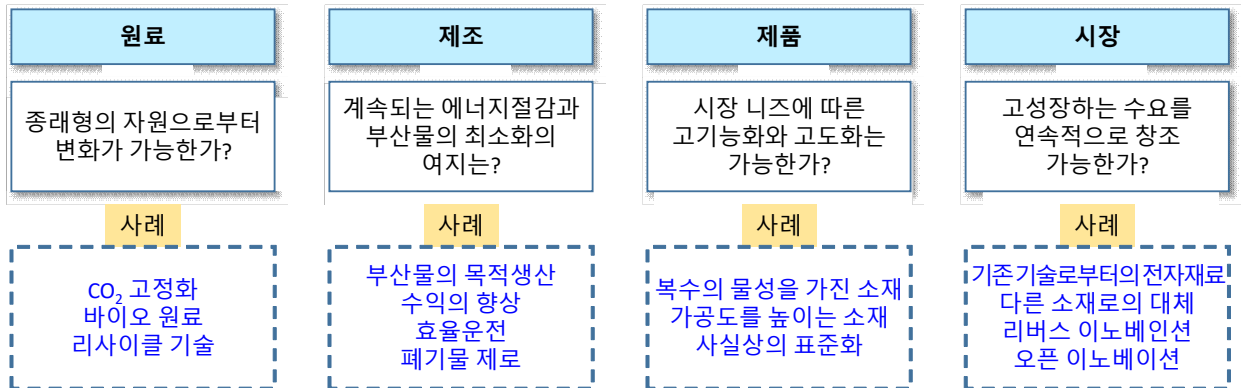 원료
종래형의 자원으로부터
변화가 가능한가?
사례
CO₂ 고정화
바이오 원료
리사이클 기술
제조
계속되는 에너지절감과
부산물의 최소화의
여지는?
사례
부산물의 목적생산
수익의 향상
효율운전
폐기물 제로
제품
시장 니즈에 따른
고기능화와 고도화는
가능한가?
사례
복수의 물성을 가진 소재
가공도를 높이는 소재
사실상의 표준화
시장
고성장하는 수요를
연속적으로 창조
가능한가?
사례
기존 기술로부터의 전자재료
다른 소재로의 대체
리버스 이노베인션
오픈 이노베이션